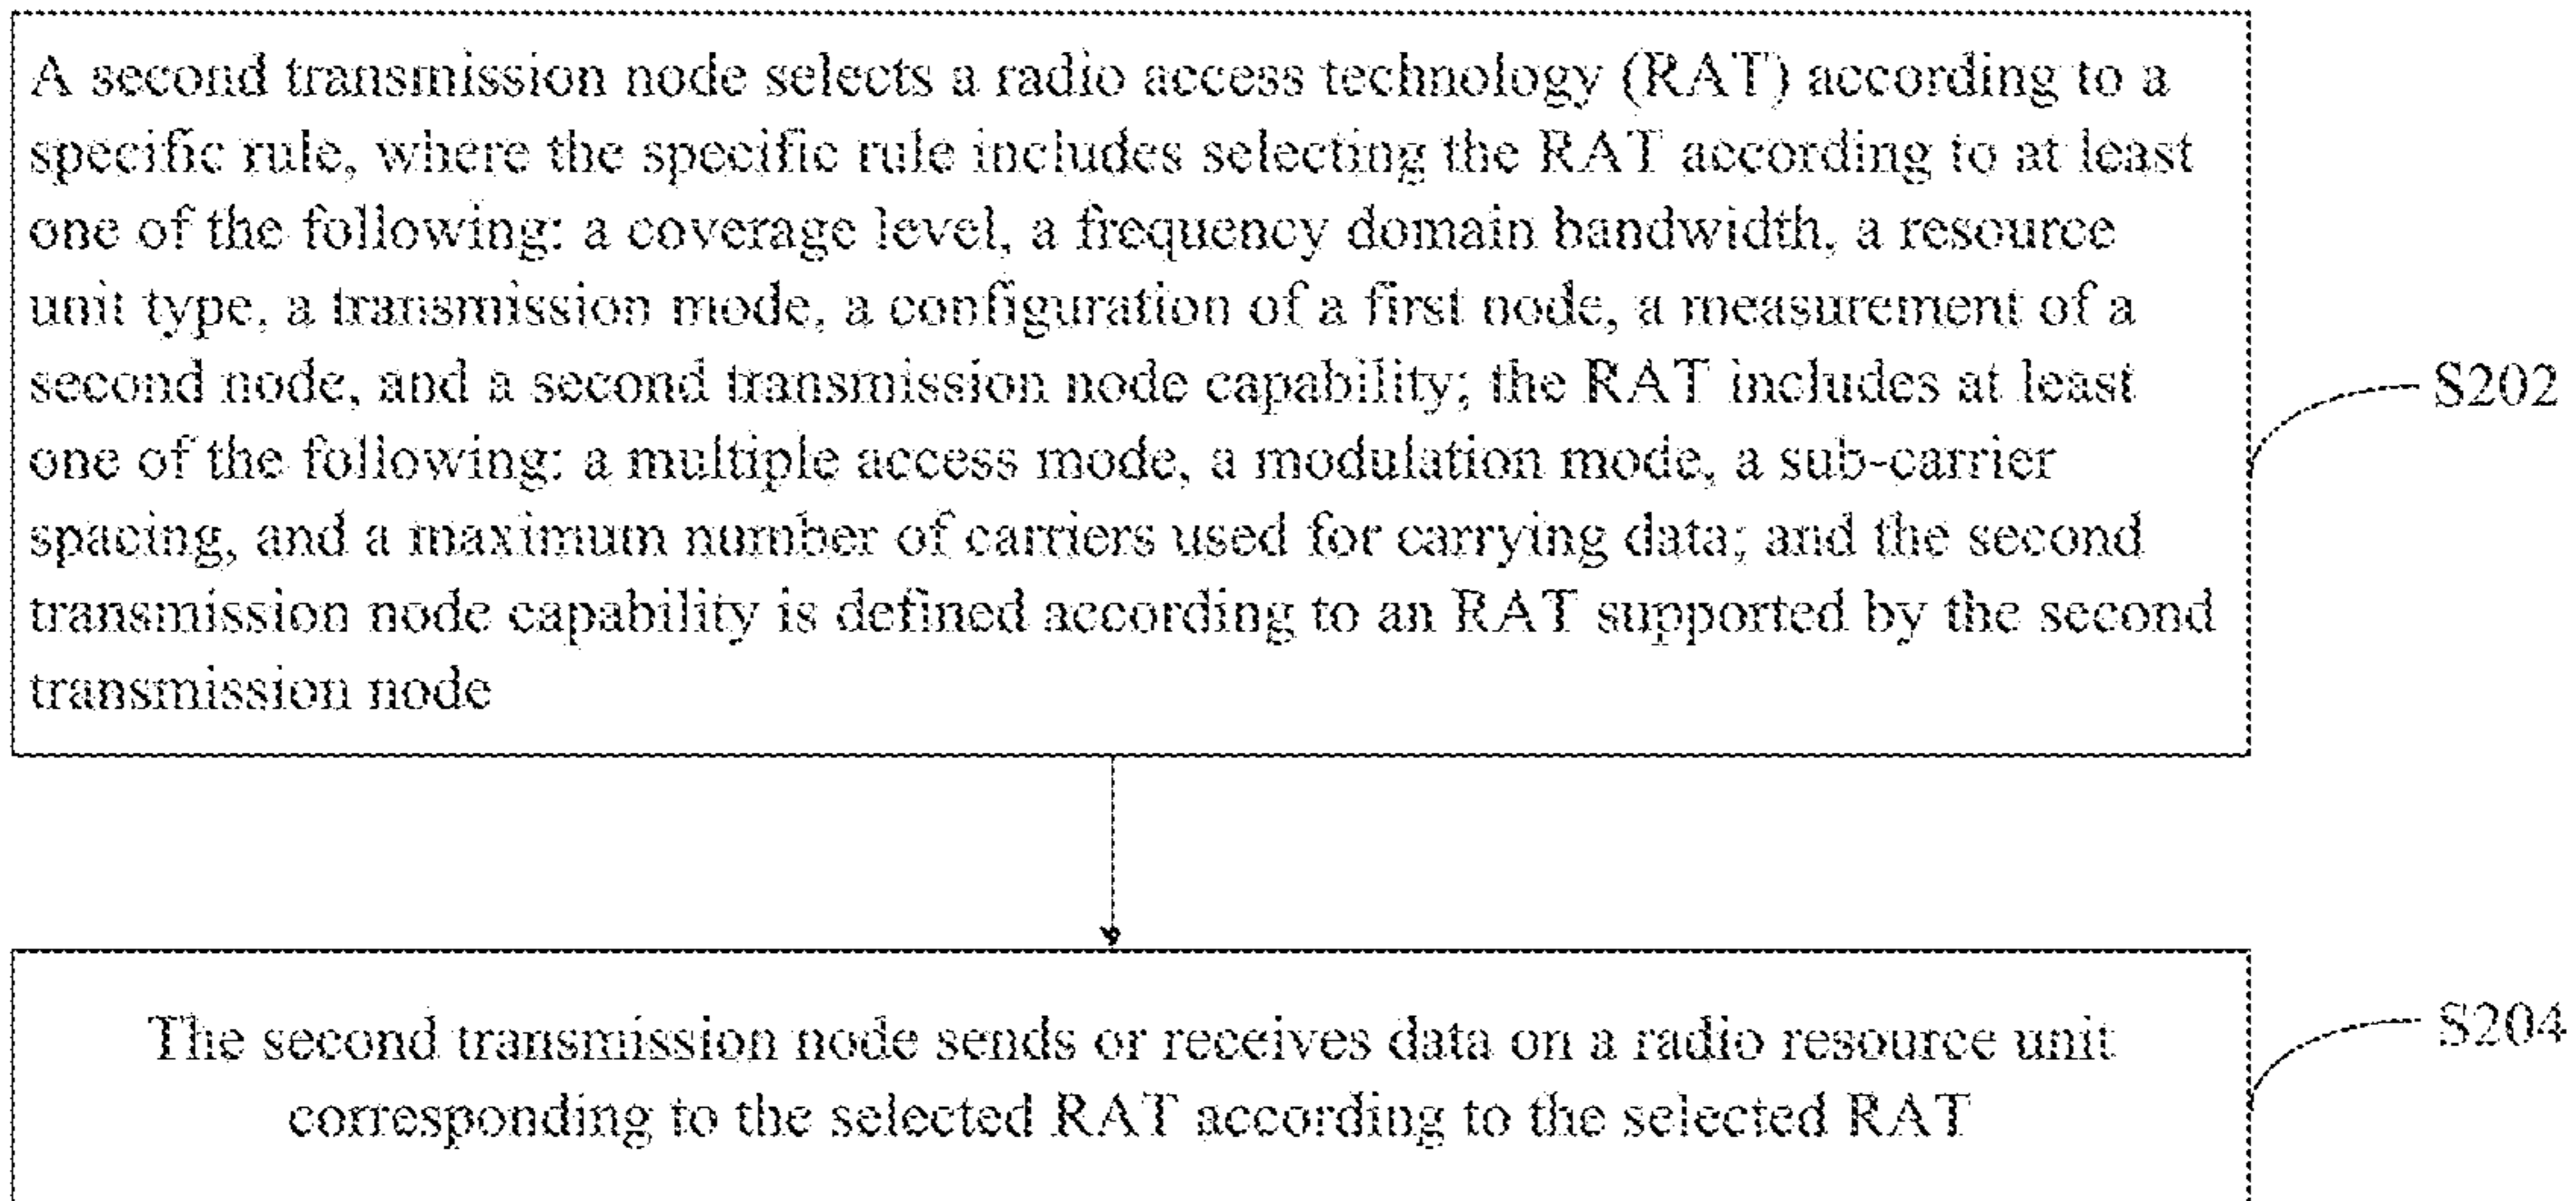 A second transmission node selects a radio access technology (RAT) according to a
specific rule, where the specific rule includes selecting the RAT according to at least
one of the following: a coverage level, a frequency domain bandwidth, a resource
unit type, a transmission mode, a configuration of a first node, a measurement of a
second node, and a second transmission node capability; the RAT includes at least
one of the following: a multiple access mode, a modulation mode, a sub-carrier
spacing, and a maximum number of carriers used for carrying data; and the second
transmission node capability is defined according to an RAT supported by the second
transmission node
S202
The second transmission node sends or receives data on a radio resource unit
corresponding to the selected RAT according to the selected RAT
S204